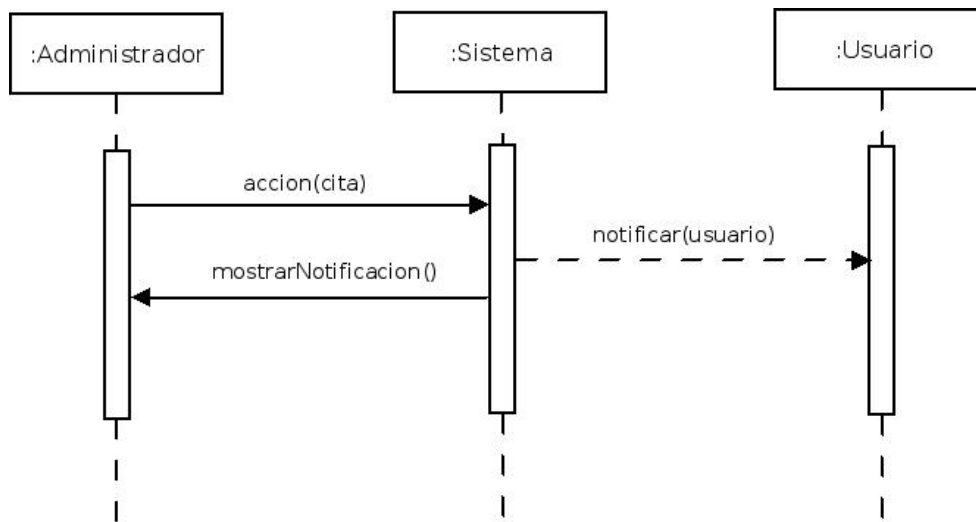 :Administrador
:Sistema
:Usuario
accion(cita)
notificar(usuario)
mostrarNotificacion()